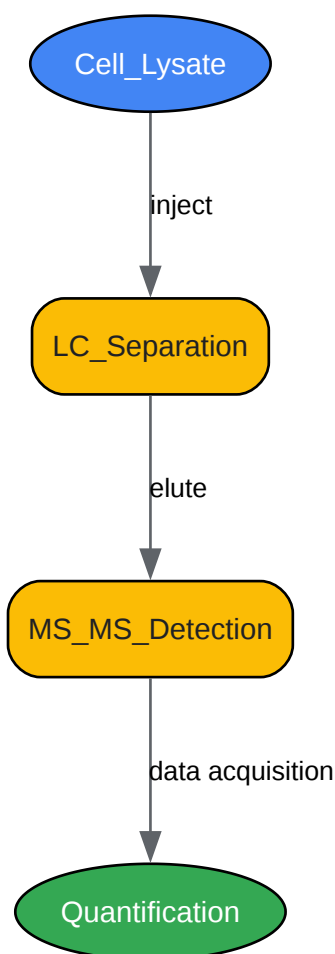 Cell_Lysate
inject
LC_Separation
elute
MS_MS_Detection
data acquisition
Quantification